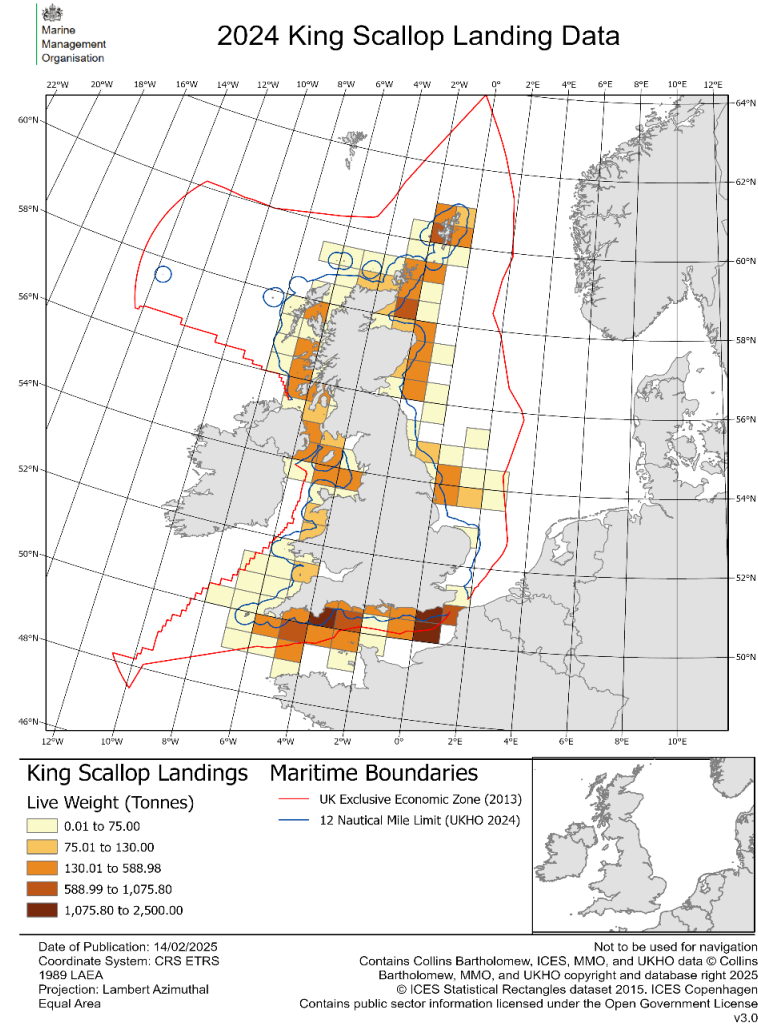 Marine
Management
Organisation
2024 King Scallop Landing Data
22°W 20°W 18°W 16°W 14°W 12°W 10°W 8°W 6°W 4°W 2°W 0°E 2°E 4°E 6°E 8°E 10°E 12°E
64°N
60°N
62°N
58°N
60°N
56°N
58°N
54°N
56°N
52°N
54°N
50°N
52°N
48°N
50°N
46°N
12°W 10°W 8°W 6°W 4°W 2°W 0° 2°E 4°E 6°E 8°E 10°E
King Scallop Landings
Live Weight (Tonnes)
0.01 to 75.00
75.01 to 130.00
130.01 to 588.98
588.99 to 1,075.80
1,075.80 to 2,500.00
Maritime Boundaries
UK Exclusive Economic Zone (2013)
12 Nautical Mile Limit (UKHO 2024)
Date of Publication: 14/02/2025
Coordinate System: CRS ETRS
1989 LAEA
Projection: Lambert Azimuthal
Equal Area
Not to be used for navigation
Contains Collins Bartholomew, ICES, MMO, and UKHO data © Collins
Bartholomew, MMO, and UKHO copyright and database right 2025
© ICES Statistical Rectangles dataset 2015. ICES Copenhagen
Contains public sector information licensed under the Open Government License
v3.0